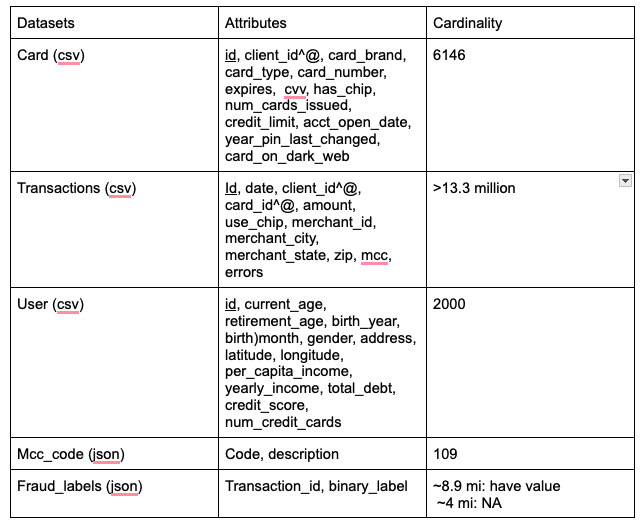 Datasets
Attributes
Cardinality
Card (csv)
id, client_id^@, card_brand,
card_type, card_number,
expires,  cvv, has_chip,
num_cards_issued,
credit_limit, acct_open_date,
year_pin_last_changed,
card_on_dark_web
6146
Transactions (csv)
Id, date, client_id^@,
card_id^@, amount,
use_chip, merchant_id,
merchant_city,
merchant_state, zip, mcc,
errors
>13.3 million
User (csv)
id, current_age,
retirement_age, birth_year,
birth)month, gender, address,
latitude, longitude,
per_capita_income,
yearly_income, total_debt,
credit_score,
num_credit_cards
2000
Mcc_code (json)
Code, description
109
Fraud_labels (json)
Transaction_id, binary_label
~8.9 mi: have value
~4 mi: NA